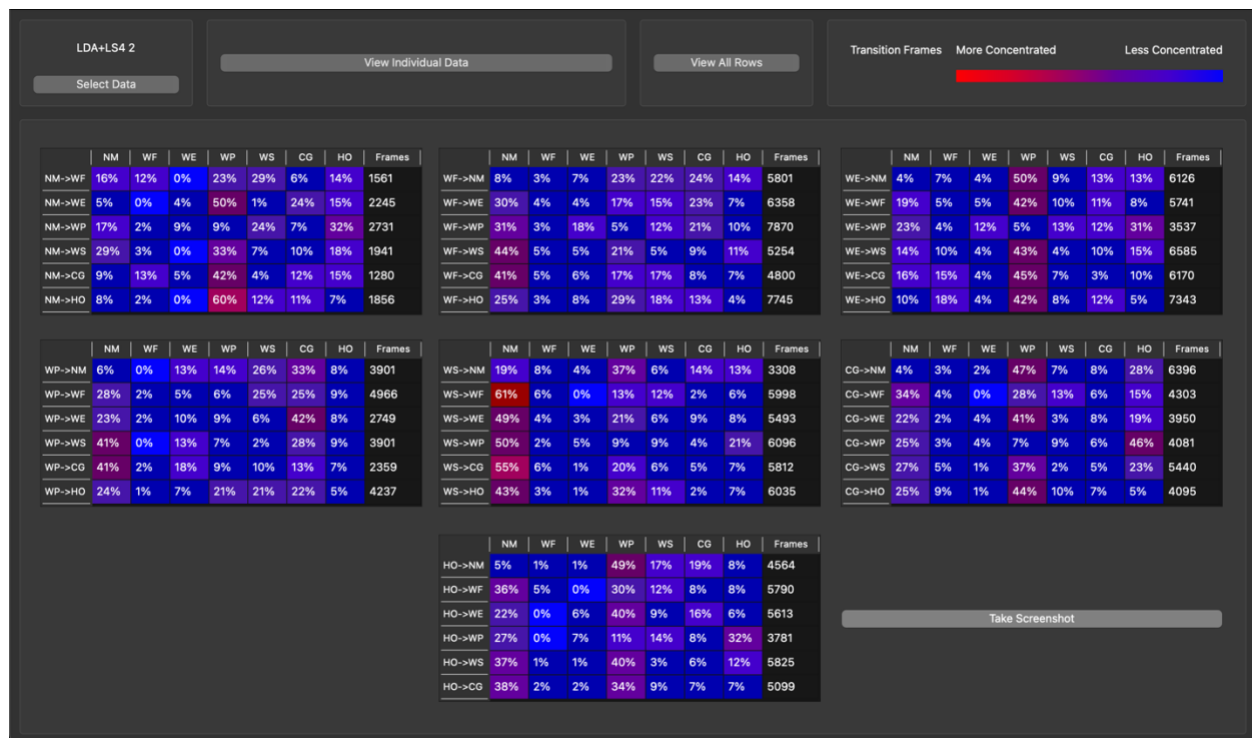 LDA+LS4 2
Select Data
View Individual Data
View All Rows
Transition Frames More Concentrated Less Concentrated
NM WF WE WP WS CG HO Frames
NM->WF 16% 12% 0% 23% 29% 6% 14% 1561
NM->WE 5% 0% 4% 50% 1% 24% 15% 2245
NM->WP 17% 2% 9% 9% 24% 7% 32% 2731
NM->WS 29% 3% 0% 33% 7% 10% 18% 1941
NM->CG 9% 13% 5% 42% 4% 12% 15% 1280
NM->HO 8% 2% 0% 60% 12% 11% 7% 1856
NM WF WE WP WS CG HO Frames
WF->NM 8% 3% 7% 23% 22% 24% 14% 5801
WF->WE 30% 4% 4% 17% 15% 23% 7% 6358
WF->WP 31% 3% 18% 5% 12% 21% 10% 7870
WF->WS 44% 5% 5% 21% 5% 9% 11% 5254
WF->CG 41% 5% 6% 17% 17% 8% 7% 4800
WF->HO 25% 3% 8% 29% 18% 13% 4% 7745
NM WF WE WP WS CG HO Frames
WE->NM 4% 7% 4% 50% 9% 13% 13% 6126
WE->WF 19% 5% 5% 42% 10% 11% 8% 5741
WE->WP 23% 4% 12% 5% 13% 12% 31% 3537
WE->WS 14% 10% 4% 43% 4% 10% 15% 6585
WE->CG 16% 15% 4% 45% 7% 3% 10% 6170
WE->HO 10% 18% 4% 42% 8% 12% 5% 7343
NM WF WE WP WS CG HO Frames
WP->NM 6% 0% 13% 14% 26% 33% 8% 3901
WP->WF 28% 2% 5% 6% 25% 25% 9% 4966
WP->WE 23% 2% 10% 9% 6% 42% 8% 2749
WP->WS 41% 0% 13% 7% 2% 28% 9% 3901
WP->CG 41% 2% 18% 9% 10% 13% 7% 2359
WP->HO 24% 1% 7% 21% 21% 22% 5% 4237
NM WF WE WP WS CG HO Frames
WS->NM 19% 8% 4% 37% 6% 14% 13% 3308
WS->WF 61% 6% 0% 13% 12% 2% 6% 5998
WS->WE 49% 4% 3% 21% 6% 9% 8% 5493
WS->WP 50% 2% 5% 9% 9% 4% 21% 6096
WS->CG 55% 6% 1% 20% 6% 5% 7% 5812
WS->HO 43% 3% 1% 32% 11% 2% 7% 6035
NM WF WE WP WS CG HO Frames
CG->NM 4% 3% 2% 47% 7% 8% 28% 6396
CG->WF 34% 4% 0% 28% 13% 6% 15% 4303
CG->WE 22% 2% 4% 41% 3% 8% 19% 3950
CG->WP 25% 3% 4% 7% 9% 6% 46% 4081
CG->WS 27% 5% 1% 37% 2% 5% 23% 5440
CG->HO 25% 9% 1% 44% 10% 7% 5% 4095
NM WF WE WP WS CG HO Frames
HO->NM 5% 1% 1% 49% 17% 19% 8% 4564
HO->WF 36% 5% 0% 30% 12% 8% 8% 5790
HO->WE 22% 0% 6% 40% 9% 16% 6% 5613
HO->WP 27% 0% 7% 11% 14% 8% 32% 3781
HO->WS 37% 1% 1% 40% 3% 6% 12% 5825
HO->CG 38% 2% 2% 34% 9% 7% 7% 5099
Take Screenshot